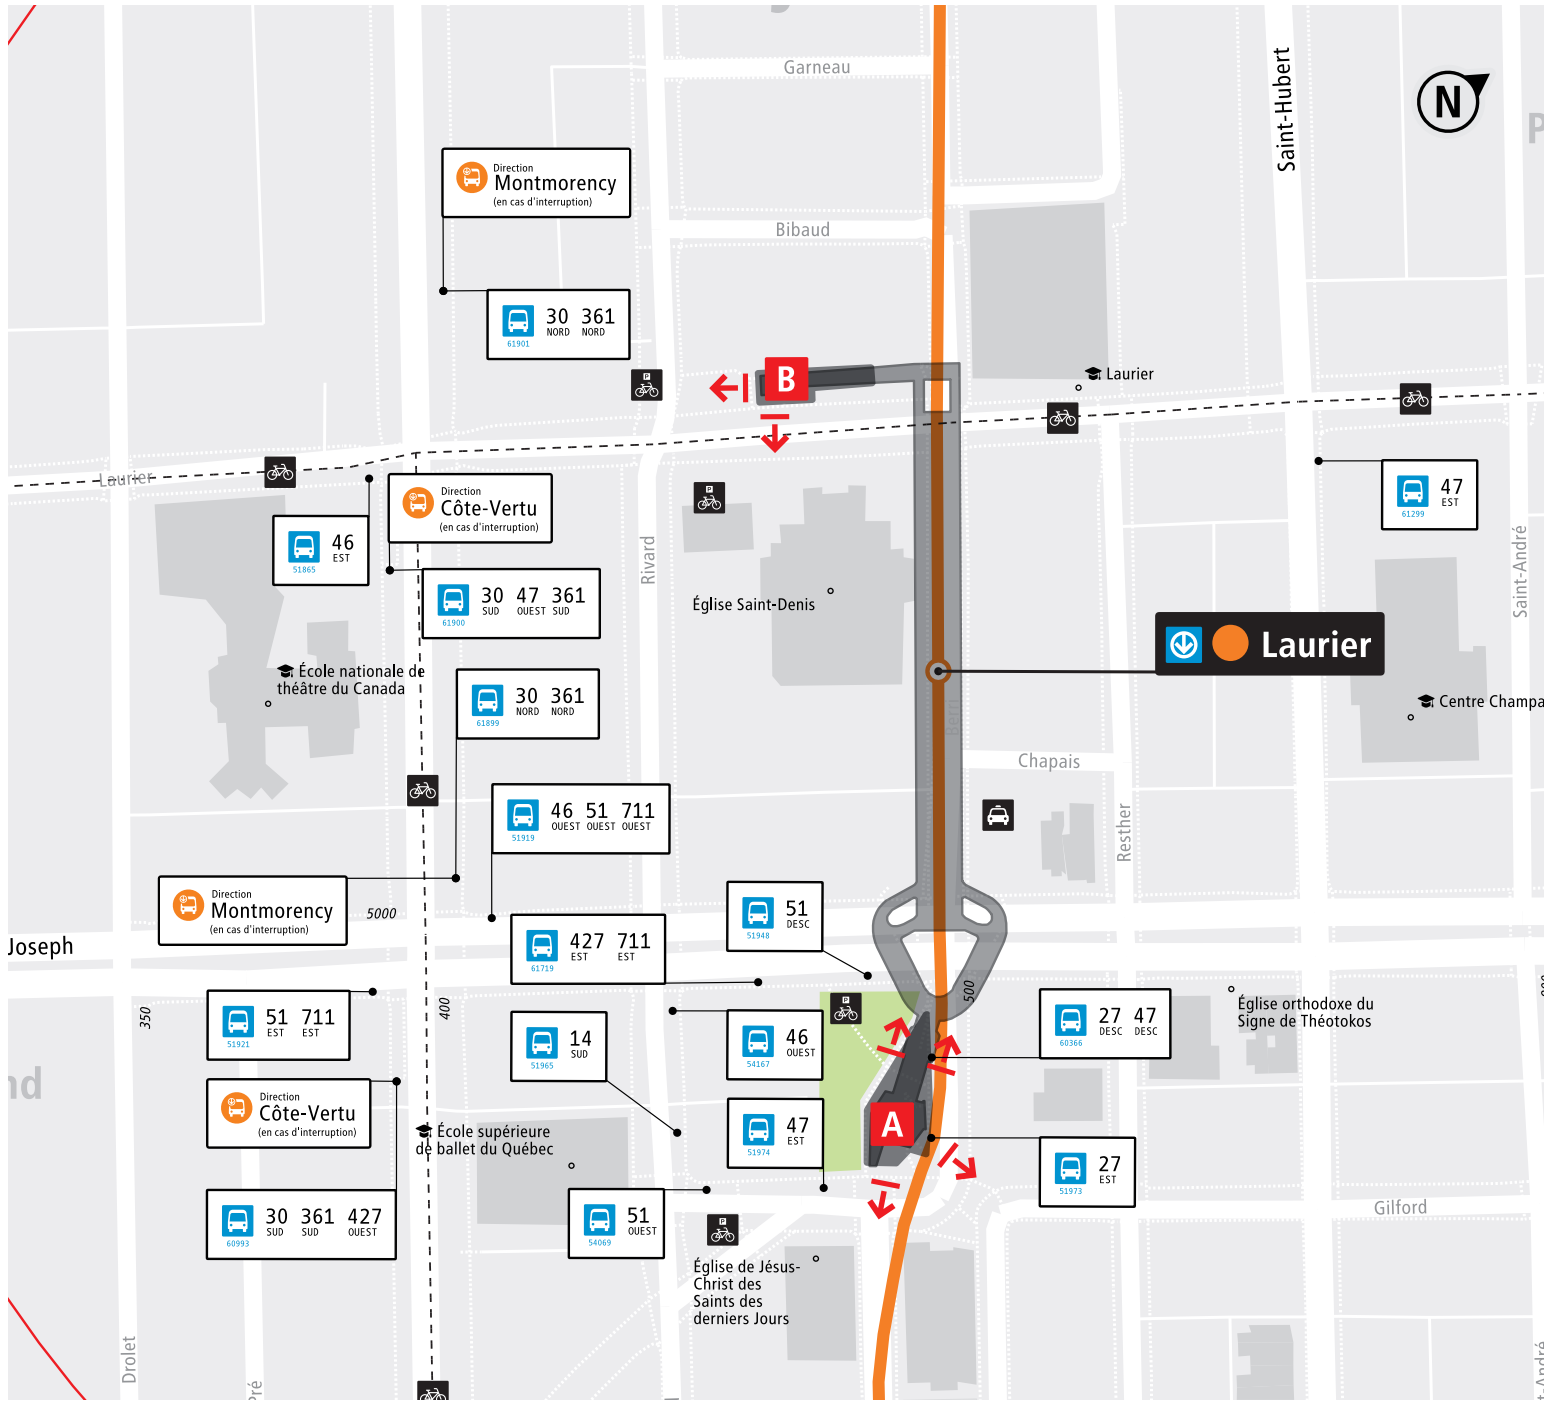 Garneau
Saint-Hubert
N
P
Direction
Montmorency
(en cas d'interruption)
Bibaud
30 361
NORD NORD
61901
P
B
Laurier
Laurier
Direction
Côte-Vertu
(en cas d'interruption)
46
EST
51865
P
47
EST
61299
Rivard
Saint-André
30 47 361
SUD OUEST SUD
61900
Église Saint-Denis
Laurier
École nationale de
théâtre du Canada
30 361
NORD NORD
61899
Berri
Centre Champa
Chapais
46 51 711
OUEST OUEST OUEST
51919
Resther
Direction
Montmorency
(en cas d'interruption)
5000
51
DESC
51948
Joseph
427 711
EST EST
61719
350
400
500
51 711
EST EST
51921
14
SUD
51965
46
OUEST
54167
P
27 47
DESC DESC
60366
Église orthodoxe du
Signe de Théotokos
nd
Direction
Côte-Vertu
(en cas d'interruption)
École supérieure
de ballet du Québec
47
EST
51974
A
27
EST
51973
30 361 427
SUD SUD OUEST
60993
51
OUEST
54069
P
Gilford
Église de Jésus-
Christ des
Saints des
derniers Jours
Drolet
Pré
t-André